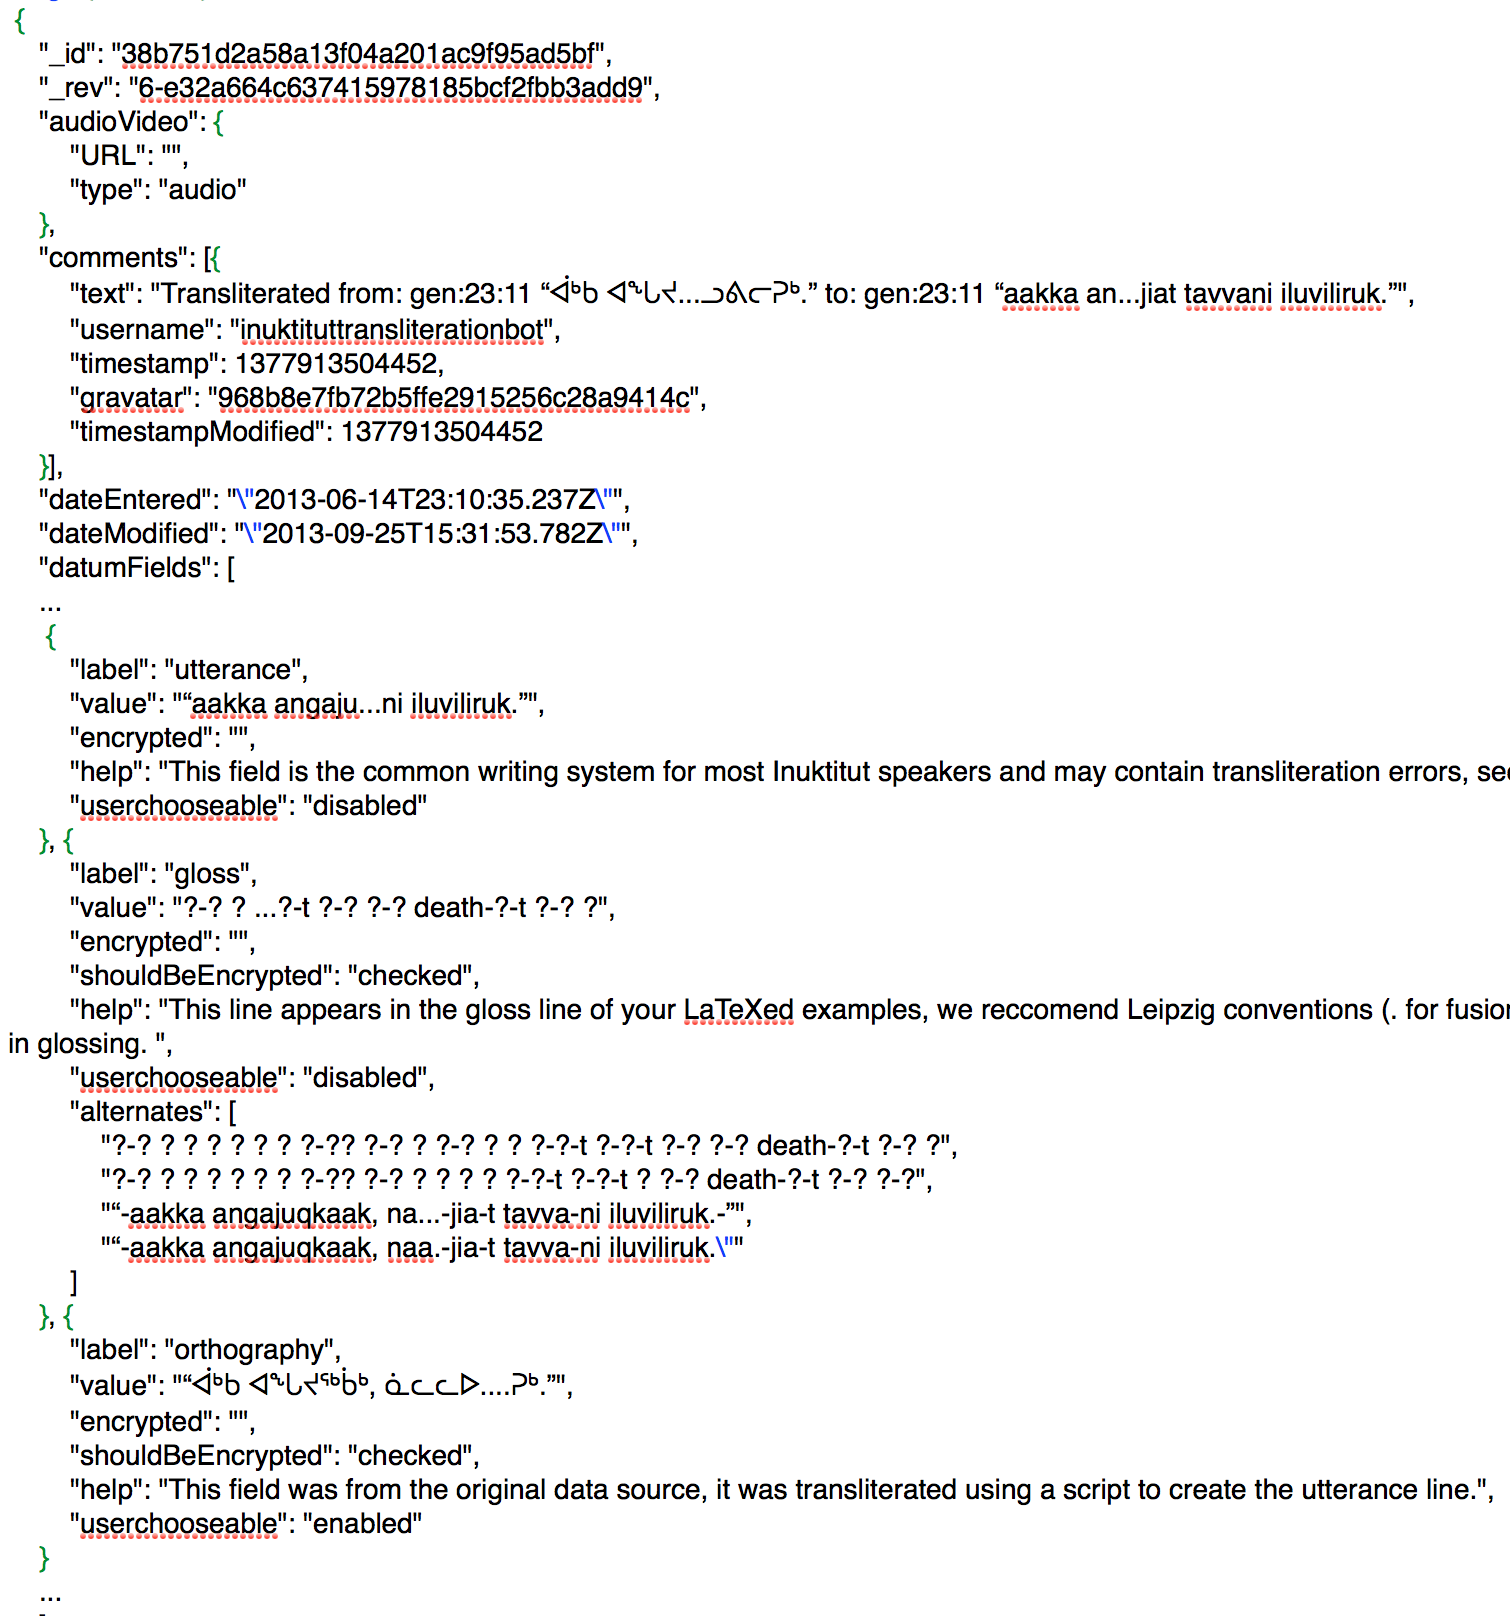 {
"_id": "38b751d2a58a13f04a201ac9f95ad5bf",
"_rev": "6-e32a664c637415978185bcf2fbb3add9",
"audioVideo": {
"URL": "",
"type": "audio"
},
"comments": [{
"text": "Transliterated from: gen:23:11 “ᐋᒃᑲ ᐊᖓᔪ...ᓗᕕᓕᕈᒃ.” to: gen:23:11 “aakka an...jiat tavvani iluviliruk.”",
"username": "inuktituttransliterationbot",
"timestamp": 1377913504452,
"gravatar": "968b8e7fb72b5ffe2915256c28a9414c",
"timestampModified": 1377913504452
}],
"dateEntered": "\"2013-06-14T23:10:35.237Z\"",
"dateModified": "\"2013-09-25T15:31:53.782Z\"",
"datumFields": [
...
{
"label": "utterance",
"value": "“aakka angaju...ni iluviliruk.”",
"encrypted": "",
"help": "This field is the common writing system for most Inuktitut speakers and may contain transliteration errors, see
"userchooseable": "disabled"
}, {
"label": "gloss",
"value": "?-? ? ...?-t ?-? ?-? death-?-t ?-? ?",
"encrypted": "",
"shouldBeEncrypted": "checked",
"help": "This line appears in the gloss line of your LaTeXed examples, we reccomend Leipzig conventions (. for fusion
in glossing. ",
"userchooseable": "disabled",
"alternates": [
"?-? ? ? ? ? ? ? ?-?? ?-? ? ?-? ? ? ?-?-t ?-?-t ?-? ?-? death-?-t ?-? ?",
"?-? ? ? ? ? ? ? ?-?? ?-? ? ? ? ? ?-?-t ?-?-t ? ?-? death-?-t ?-? ?-?",
"“-aakka angajuqkaak, na...-jia-t tavva-ni iluviliruk.-”",
"“-aakka angajuqkaak, naa.-jia-t tavva-ni iluviliruk.\""
]
}, {
"label": "orthography",
"value": "“ᐋᒃᑲ ᐊᖓᔪᖅᑳᒃ, ᓈᓚᓚᐅ....ᕈᒃ.”",
"encrypted": "",
"shouldBeEncrypted": "checked",
"help": "This field was from the original data source, it was transliterated using a script to create the utterance line.",
"userchooseable": "enabled"
}
...